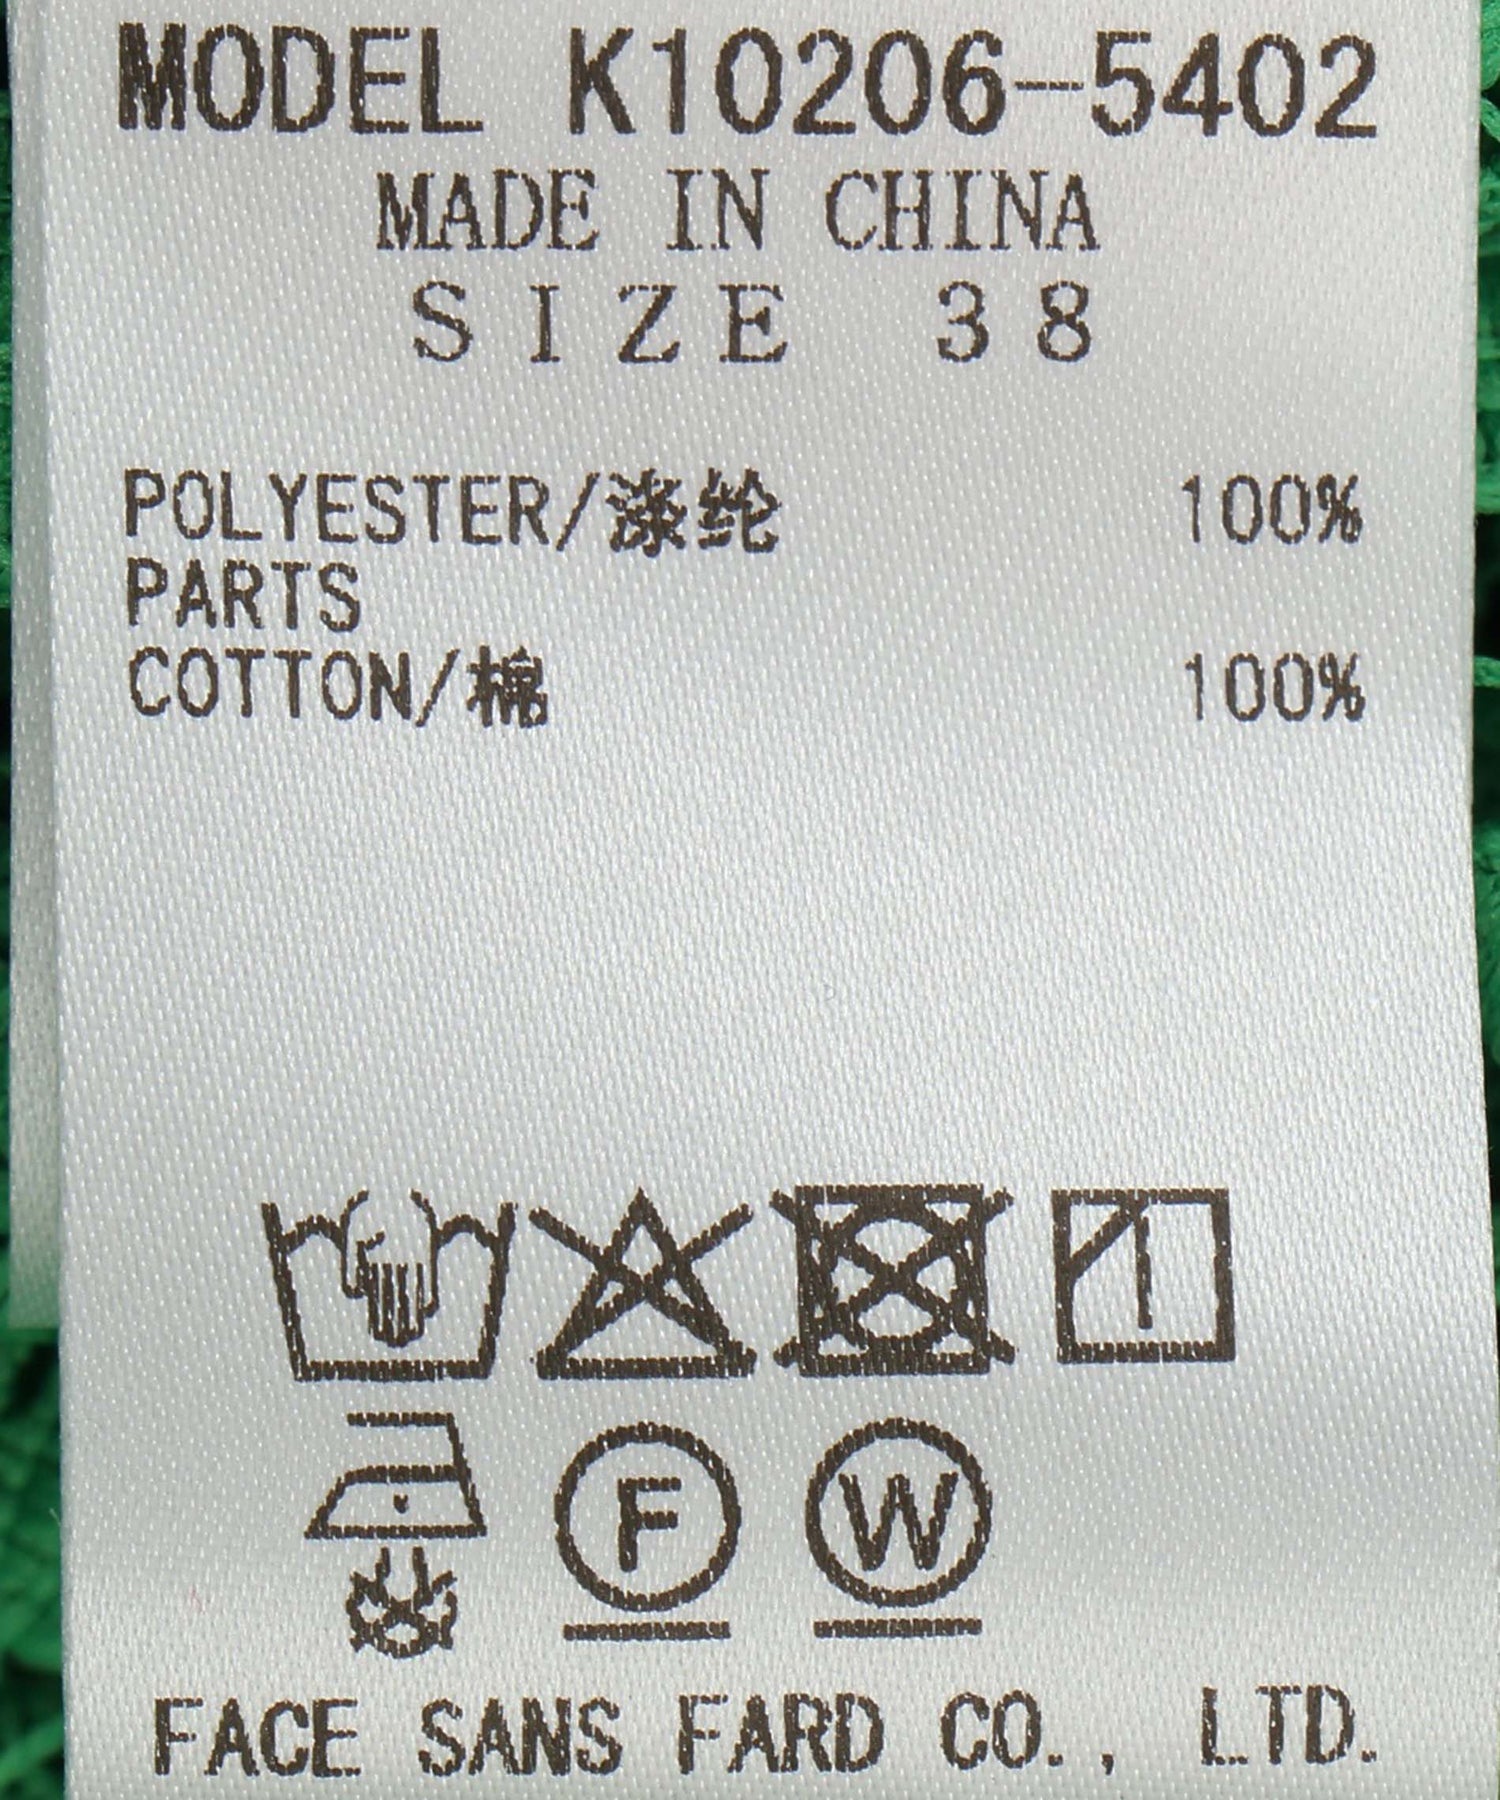 MODEL K10206-5402
MADE IN CHINA
SIZE 38
POLYESTER/涤纶 100%
PARTS
COTTON/棉 100%
F W
FACE SANS FARD CO., LTD.